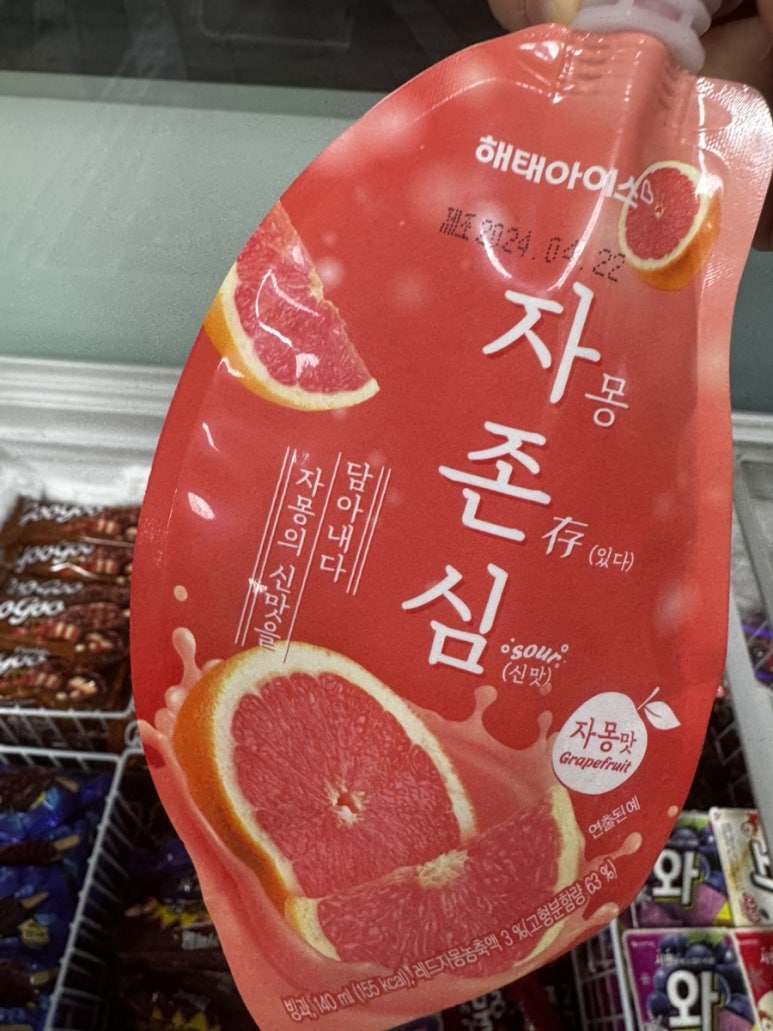 해태아이스
제조 2024.04.22
자몽
존 存 (있다)
심 sour
(신맛)
자몽의 신맛을
담아내다
자몽맛
Grapefruit
연출된 예
빙과, 140 ml (155 kcal), 레드자몽농축액 3 %(고형분함량 63 %)
GooGoo
와
와